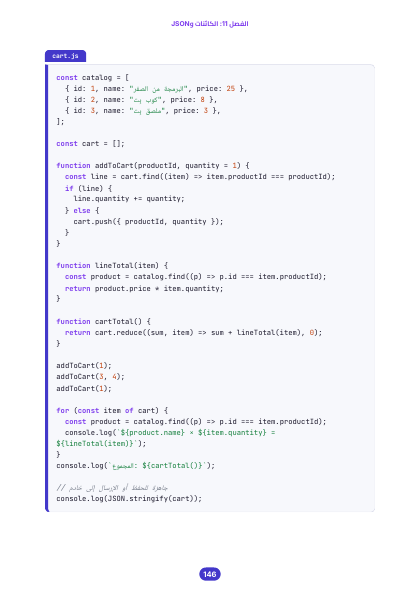 الفصل 11: الكائنات وJSON
cart.js
const catalog = [
  { id: 1, name: "البرمجة من الصفر", price: 25 },
  { id: 2, name: "كوب بِت", price: 8 },
  { id: 3, name: "ملصق بِت", price: 3 },
];

const cart = [];

function addToCart(productId, quantity = 1) {
  const line = cart.find((item) => item.productId === productId);
  if (line) {
    line.quantity += quantity;
  } else {
    cart.push({ productId, quantity });
  }
}

function lineTotal(item) {
  const product = catalog.find((p) => p.id === item.productId);
  return product.price * item.quantity;
}

function cartTotal() {
  return cart.reduce((sum, item) => sum + lineTotal(item), 0);
}

addToCart(1);
addToCart(3, 4);
addToCart(1);

for (const item of cart) {
  const product = catalog.find((p) => p.id === item.productId);
  console.log(`${product.name} × ${item.quantity} =
${lineTotal(item)}`);
}
console.log(`المجموع: ${cartTotal()}`);

// جاهزة للحفظ أو الإرسال إلى خادم
console.log(JSON.stringify(cart));
146